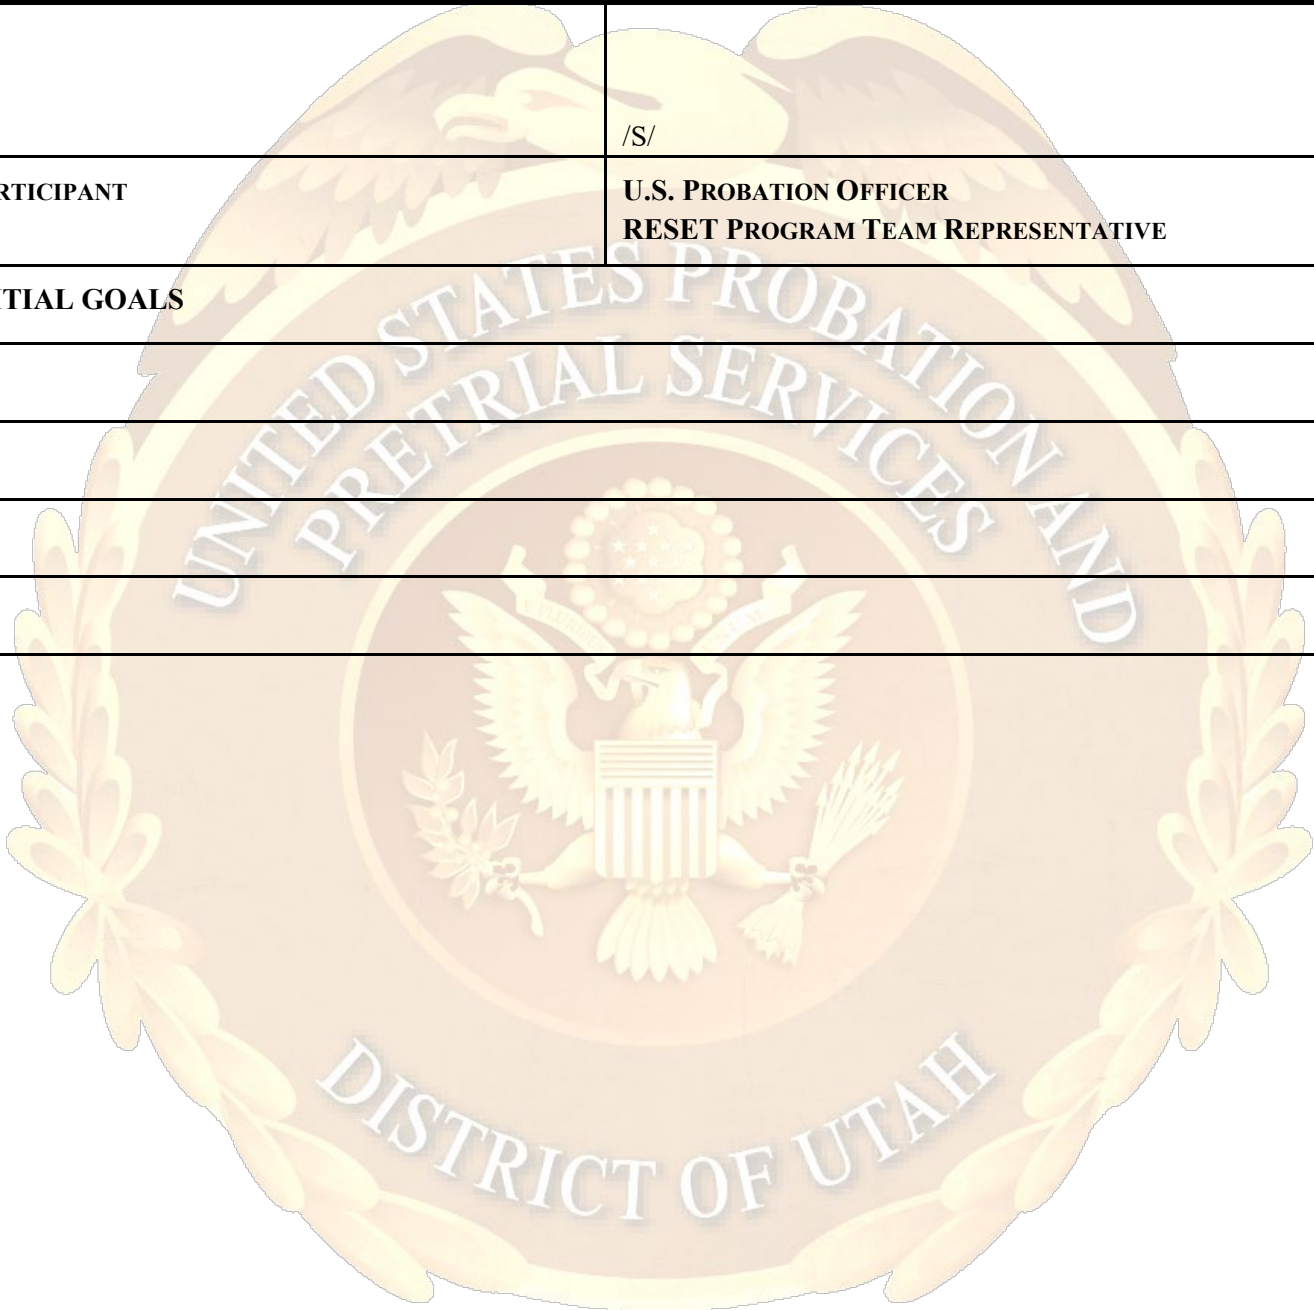 /S/
RTICIPANT
U.S. PROBATION OFFICER
RESET PROGRAM TEAM REPRESENTATIVE
TIAL GOALS
UNITED STATES PROBATION AND
PRETRIAL SERVICES
DISTRICT OF UTAH